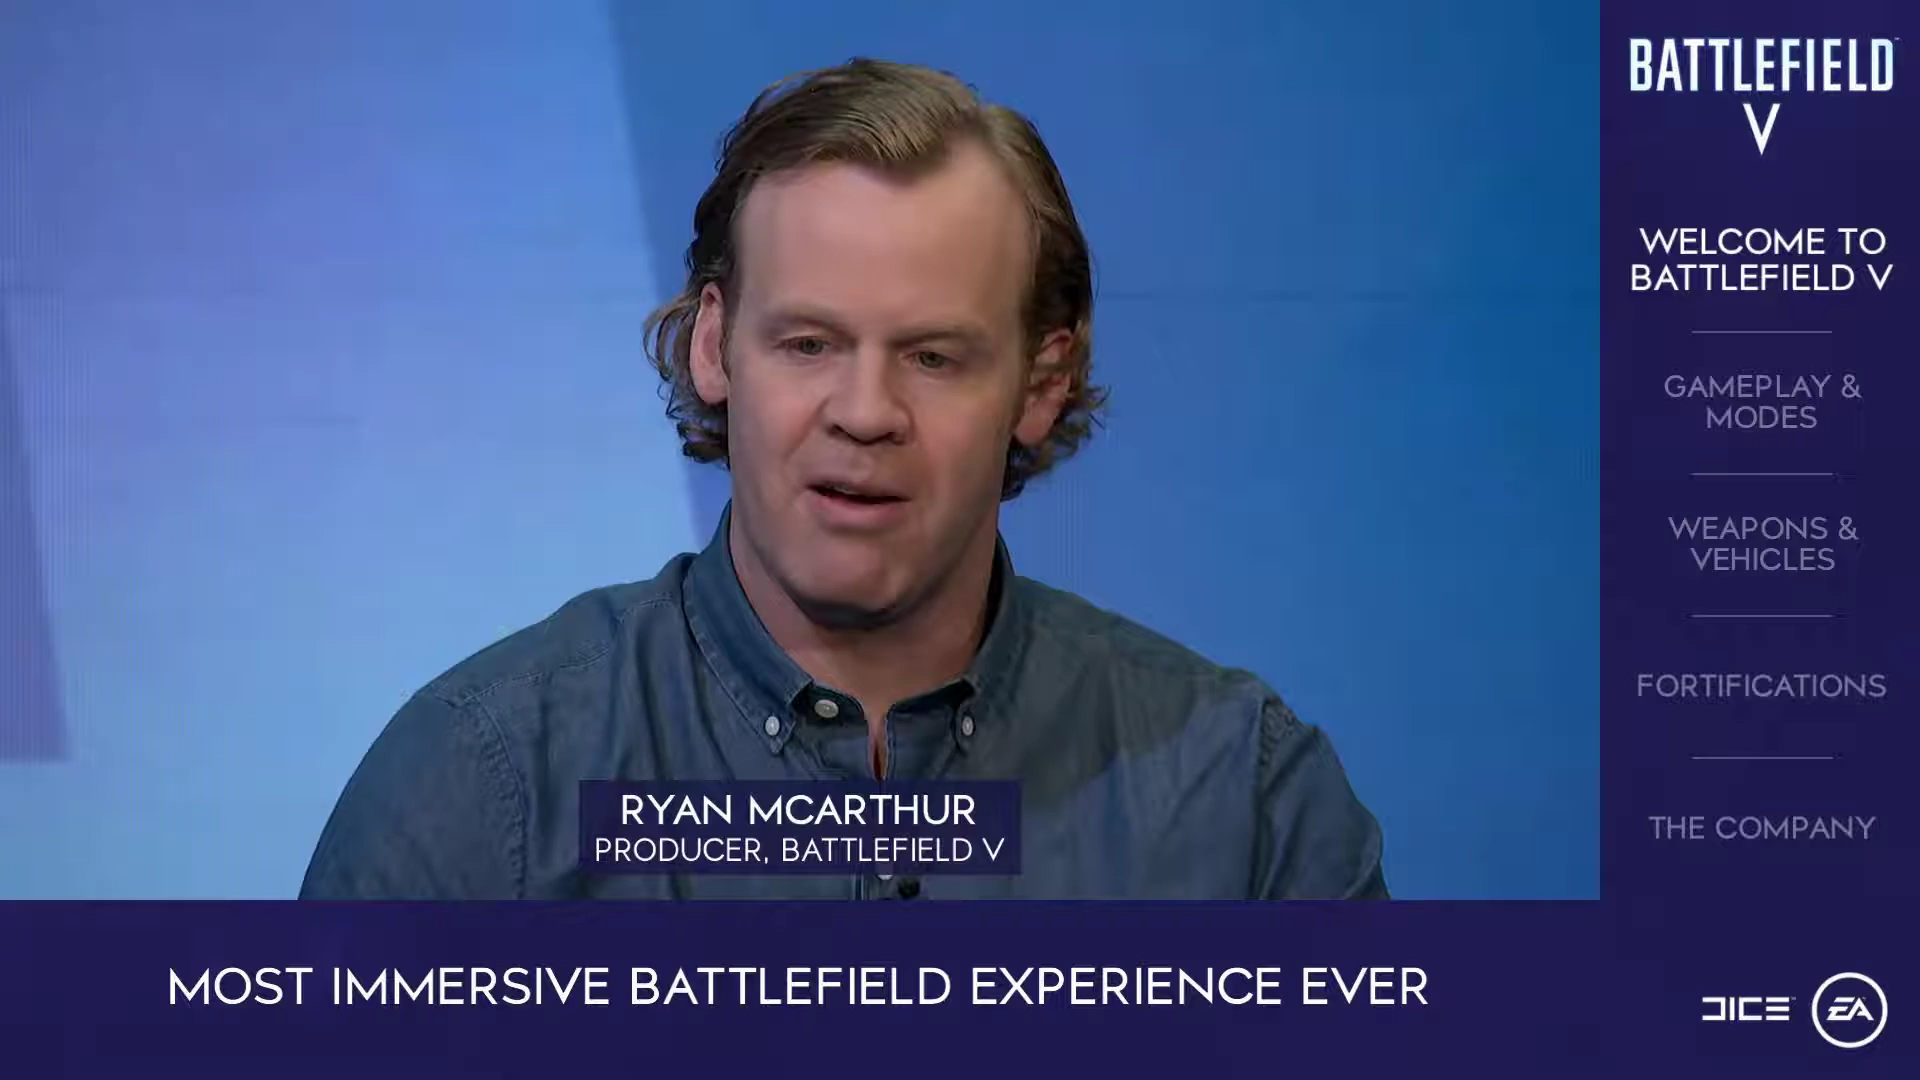 BATTLEFIELD
V
WELCOME TO
BATTLEFIELD V
GAMEPLAY &
MODES
WEAPONS &
VEHICLES
FORTIFICATIONS
THE COMPANY
RYAN MCARTHUR
PRODUCER, BATTLEFIELD V
MOST IMMERSIVE BATTLEFIELD EXPERIENCE EVER
DICE
EA